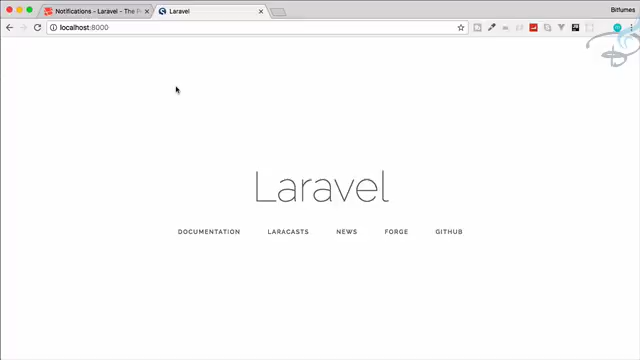 Notifications - Laravel - The P
Laravel
Bitfumes
localhost:8000
Laravel
DOCUMENTATION LARACASTS NEWS FORGE GITHUB